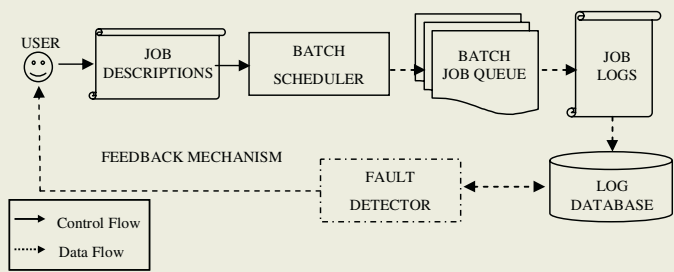 USER
JOB
DESCRIPTIONS
BATCH
SCHEDULER
BATCH
JOB QUEUE
JOB
LOGS
FEEDBACK MECHANISM
FAULT
DETECTOR
LOG
DATABASE
Control Flow
Data Flow